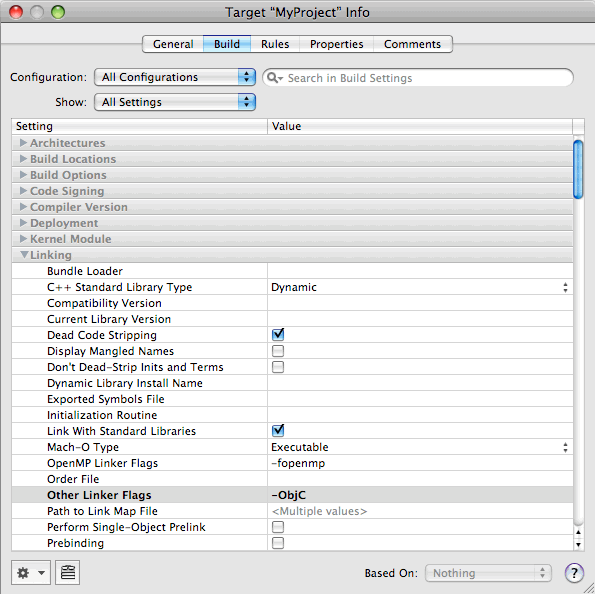 Target “MyProject” Info
General Build Rules Properties Comments
Configuration: All Configurations Search in Build Settings
Show: All Settings
Setting Value
Architectures
Build Locations
Build Options
Code Signing
Compiler Version
Deployment
Kernel Module
Linking
Bundle Loader
C++ Standard Library Type Dynamic
Compatibility Version
Current Library Version
Dead Code Stripping
Display Mangled Names
Don't Dead-Strip Inits and Terms
Dynamic Library Install Name
Exported Symbols File
Initialization Routine
Link With Standard Libraries
Mach-O Type Executable
OpenMP Linker Flags -fopenmp
Order File
Other Linker Flags -ObjC
Path to Link Map File <Multiple values>
Perform Single-Object Prelink
Prebinding
Based On: Nothing ?